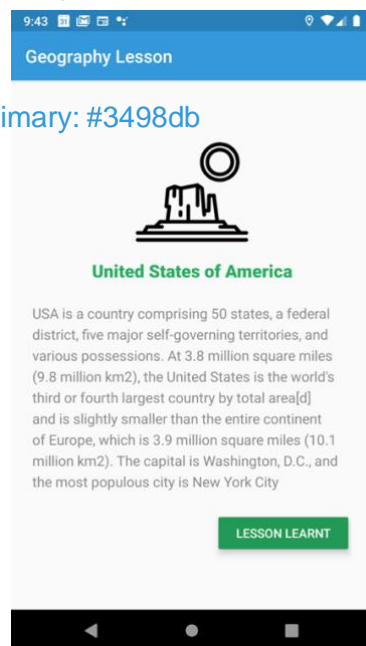 9:43
Geography Lesson
imary: #3498db
United States of America
USA is a country comprising 50 states, a federal
district, five major self-governing territories, and
various possessions. At 3.8 million square miles
(9.8 million km2), the United States is the world's
third or fourth largest country by total area[d]
and is slightly smaller than the entire continent
of Europe, which is 3.9 million square miles (10.1
million km2). The capital is Washington, D.C., and
the most populous city is New York City
LESSON LEARNT